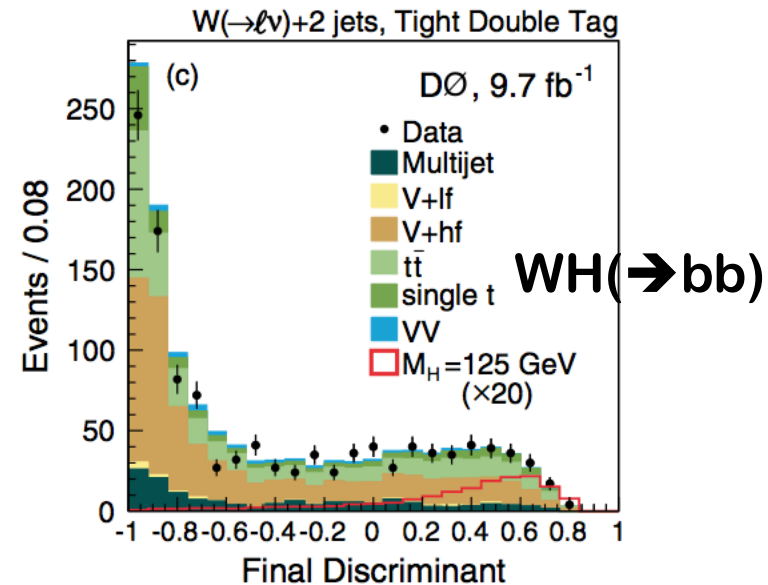 W(→ℓν)+2 jets, Tight Double Tag
(c)
DØ, 9.7 fb⁻¹
Data
Multijet
V+lf
V+hf
tt̄
single t
VV
M_H=125 GeV
(×20)
WH(➔bb)
Events / 0.08
250
200
150
100
50
0
-1 -0.8 -0.6 -0.4 -0.2 0 0.2 0.4 0.6 0.8 1
Final Discriminant